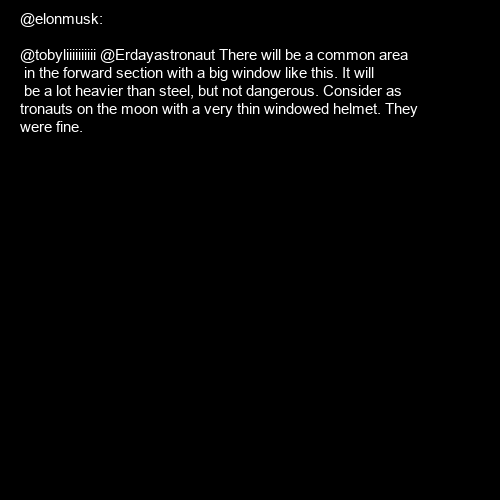 @elonmusk:
@tobyliiiiiiiiii @Erdayastronaut There will be a common area
in the forward section with a big window like this. It will
be a lot heavier than steel, but not dangerous. Consider as
tronauts on the moon with a very thin windowed helmet. They
were fine.